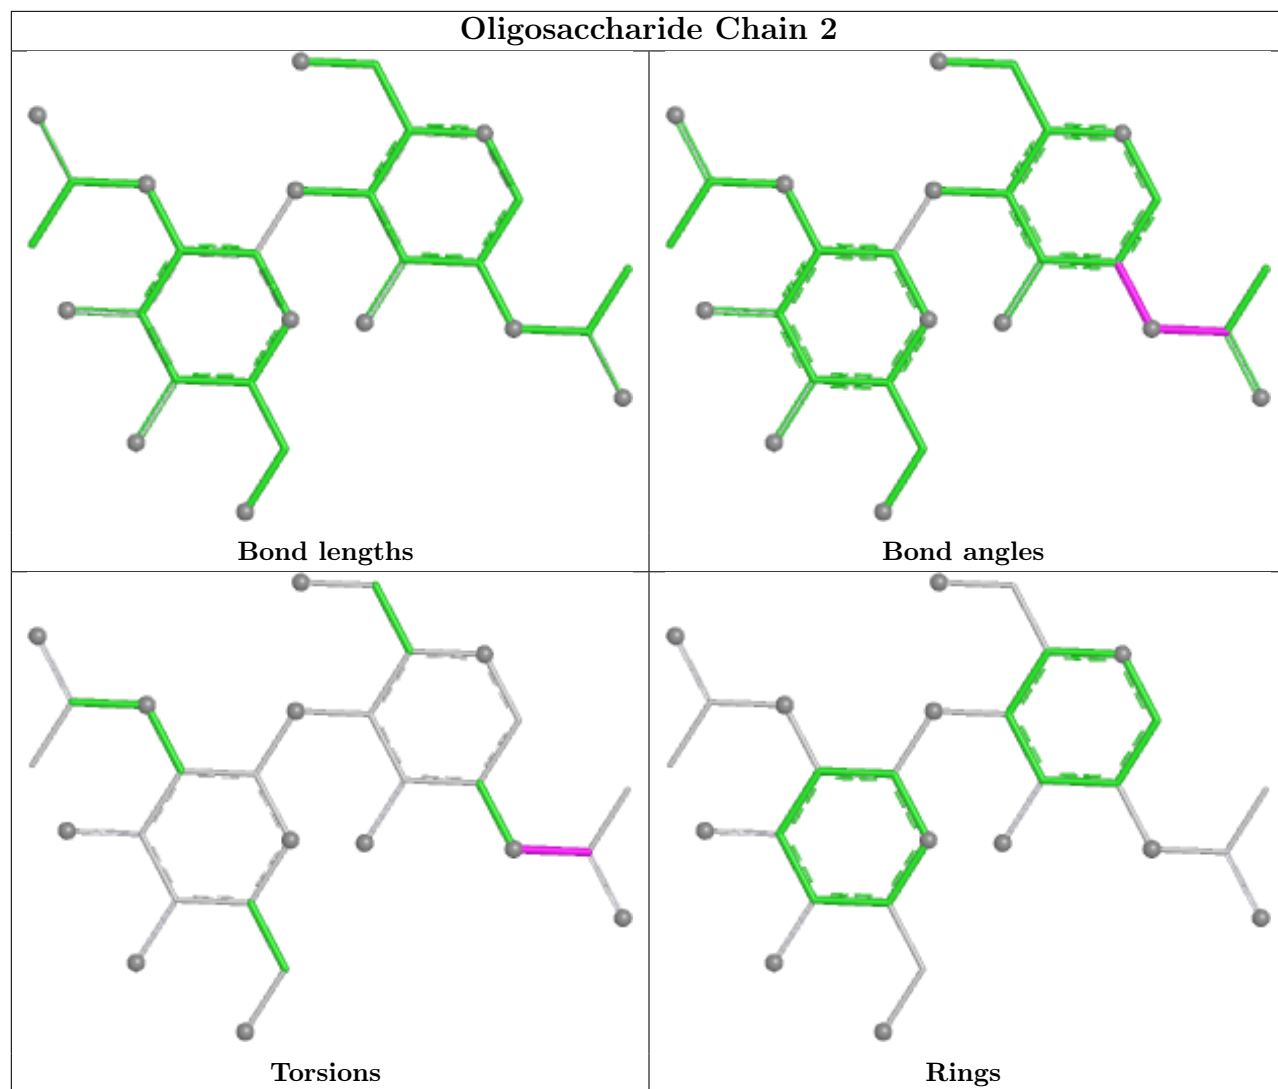 Oligosaccharide Chain 2
Bond lengths
Bond angles
Torsions
Rings